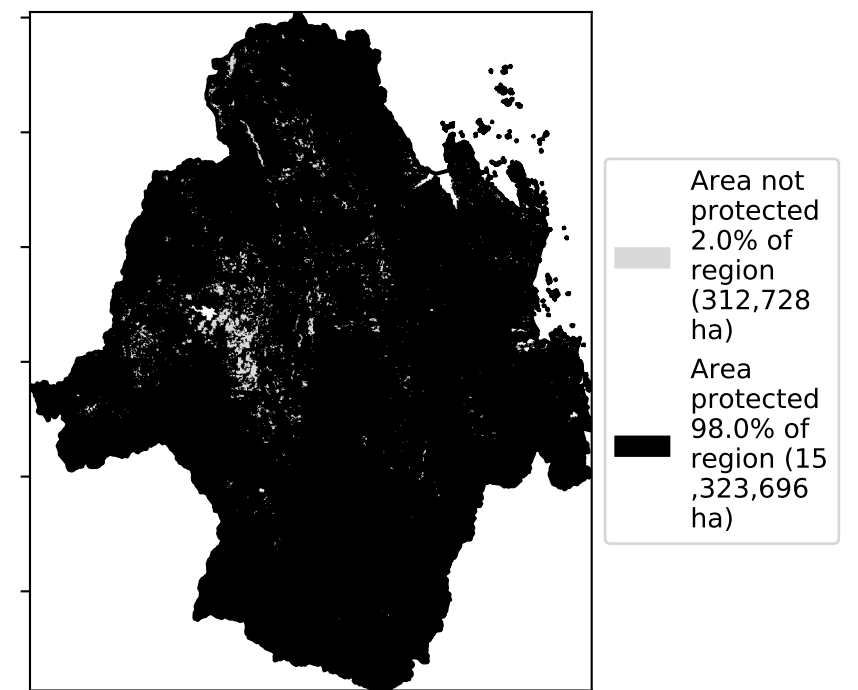 Area not
protected
2.0% of
region
(312,728
ha)
Area
protected
98.0% of
region (15
,323,696
ha)